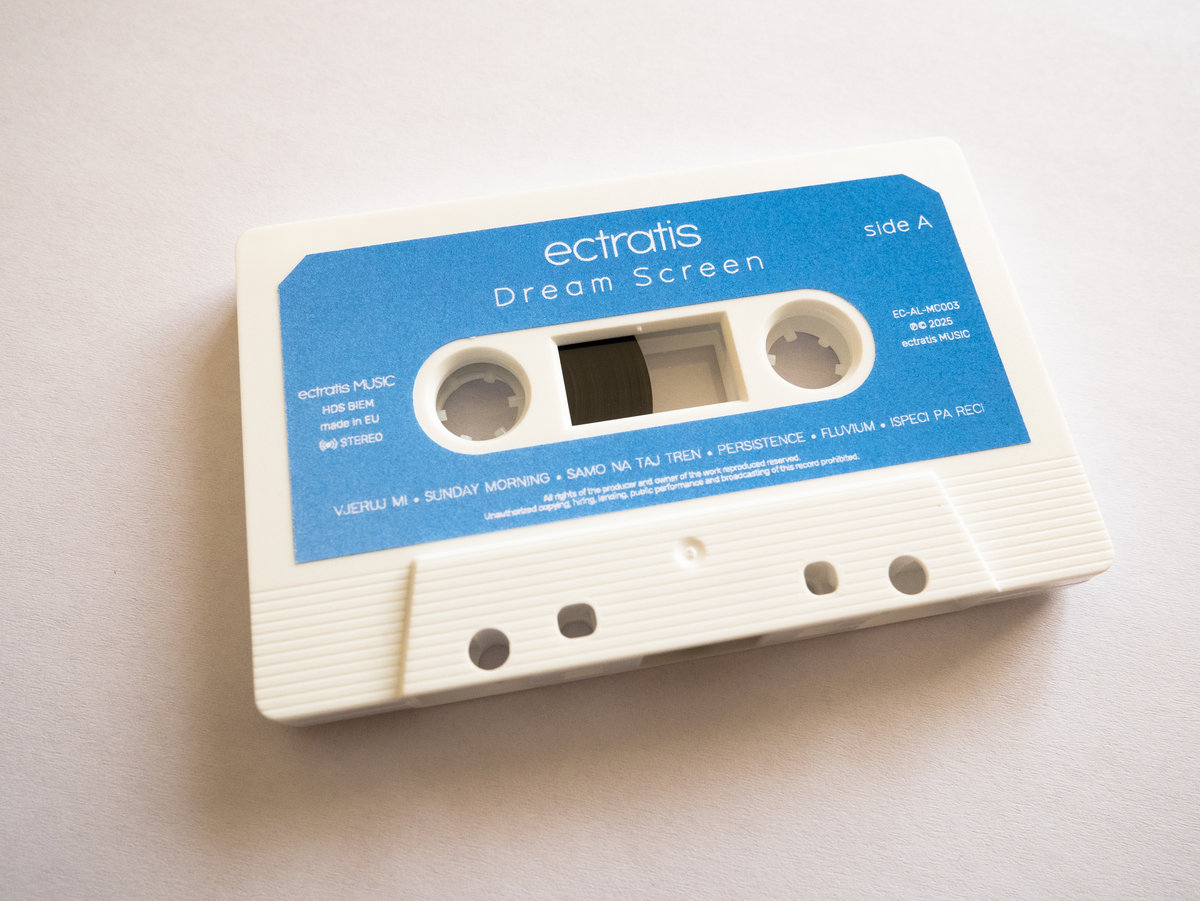 ectratis
Dream Screen
side A
EC-AL-MC003
℗© 2025
ectratis MUSIC
ectratis MUSIC
HDS BIEM
made in EU
STEREO
VJERUJ MI • SUNDAY MORNING • SAMO NA TAJ TREN • PERSISTENCE • FLUVIUM • ISPECI PA RECI
All rights of the producer and owner of the work reproduced reserved.
Unauthorized copying, hiring, lending, public performance and broadcasting of this record prohibited.